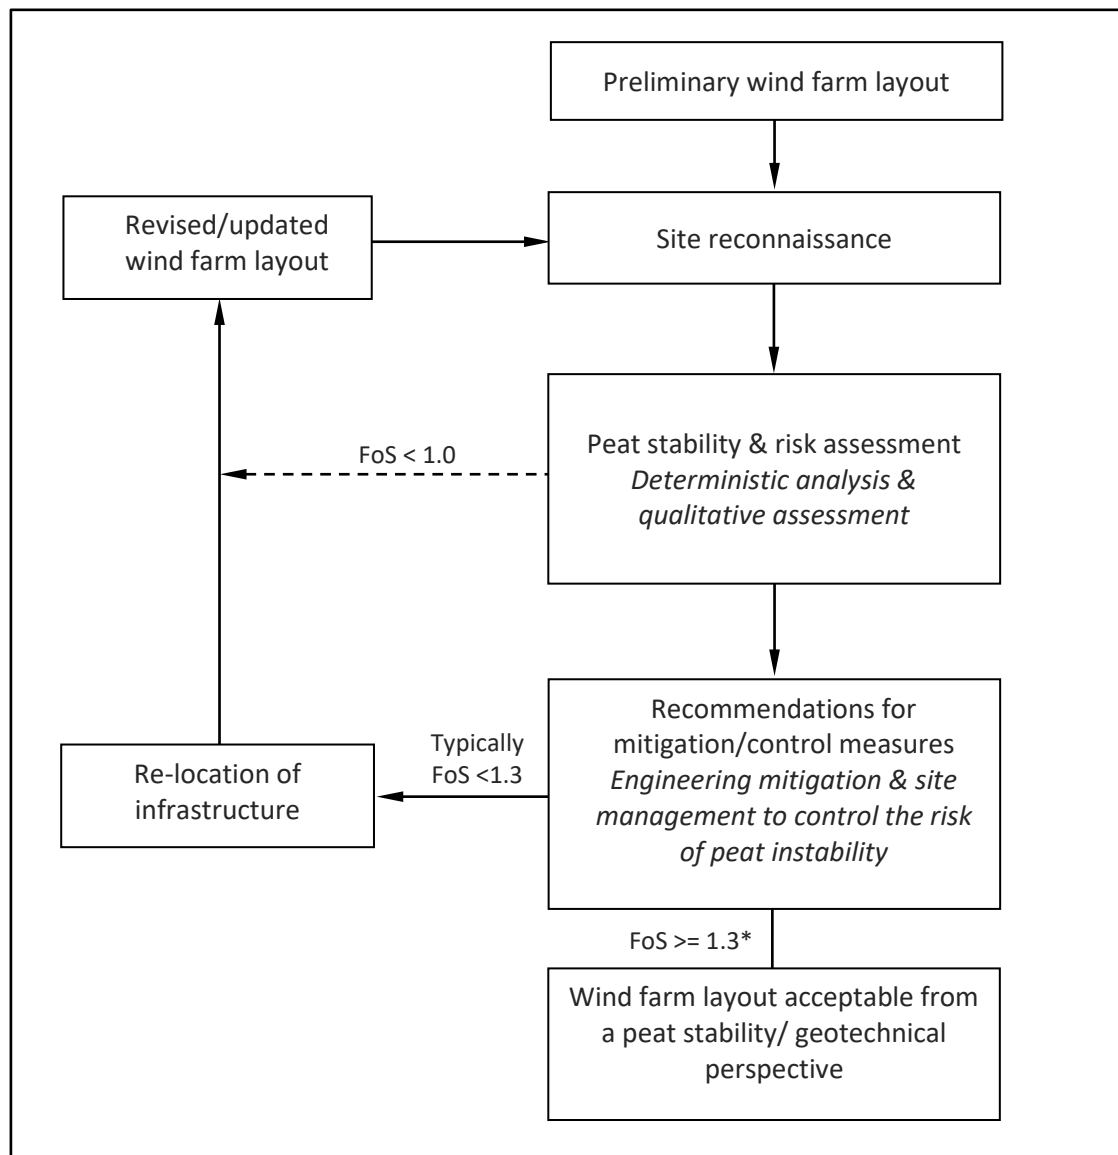 Preliminary wind farm layout
Revised/updated
wind farm layout
Site reconnaissance
Peat stability & risk assessment
Deterministic analysis &
qualitative assessment
FoS < 1.0
Recommendations for
mitigation/control measures
Engineering mitigation & site
management to control the risk
of peat instability
Typically
FoS <1.3
Re-location of
infrastructure
FoS >= 1.3*
Wind farm layout acceptable from
a peat stability/ geotechnical
perspective